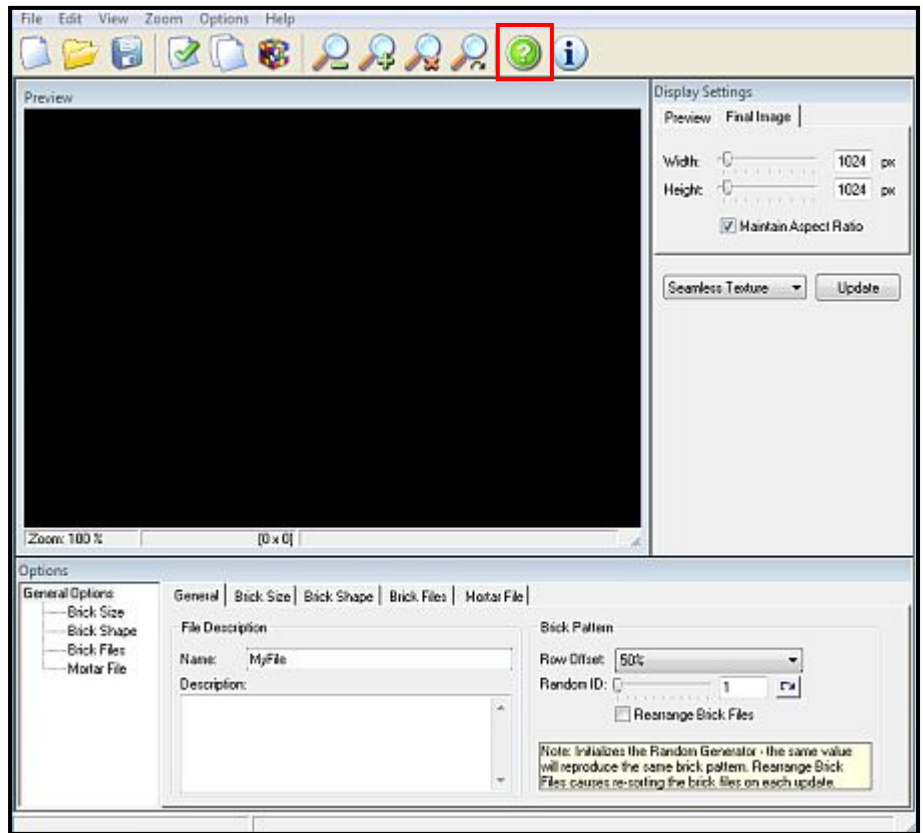 File Edit View Zoom Options Help
Preview
Display Settings
Preview Final Image
Width: 1024 px
Height: 1024 px
Maintain Aspect Ratio
Seamless Texture Update
Zoom: 100 % [0 x 0]
Options
General Options
Brick Size
Brick Shape
Brick Files
Mortar File
General Brick Size Brick Shape Brick Files Mortar File
File Description
Name: MyFile
Description:
Brick Pattern
Row Offset: 50%
Random ID: 1
Rearrange Brick Files
Note: Initializes the Random Generator - the same value
will reproduce the same brick pattern. Rearrange Brick
Files causes re-sorting the brick files on each update.